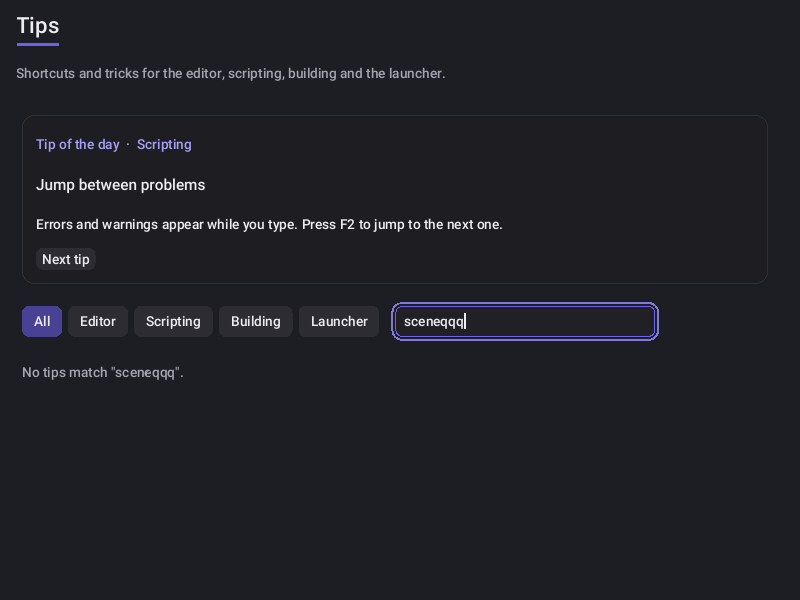 Tips
Shortcuts and tricks for the editor, scripting, building and the launcher.
Tip of the day · Scripting
Jump between problems
Errors and warnings appear while you type. Press F2 to jump to the next one.
Next tip
All Editor Scripting Building Launcher sceneqqq
No tips match "sceneqqq".